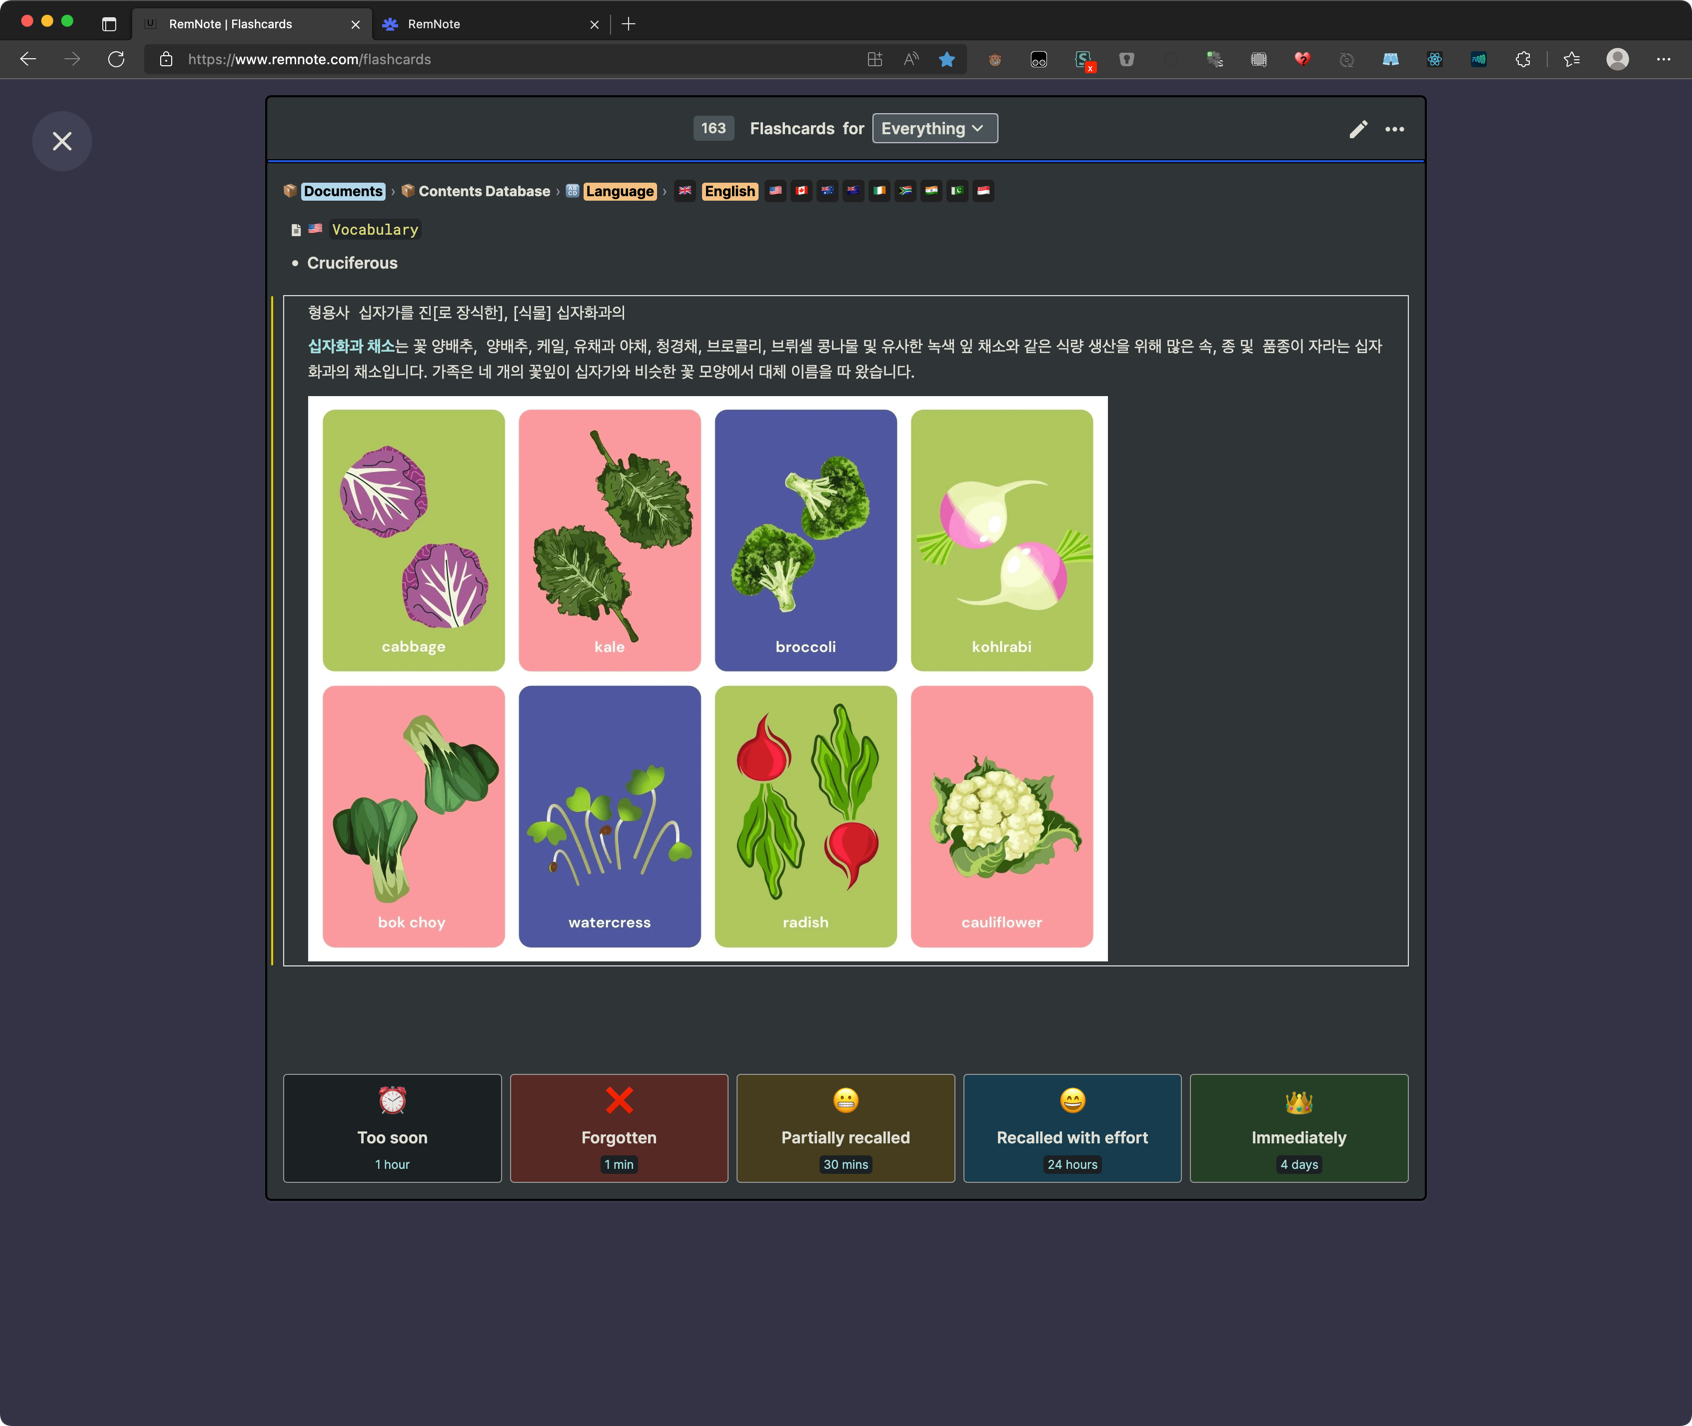 RemNote | Flashcards
RemNote
https://www.remnote.com/flashcards
163 Flashcards for Everything
Documents › Contents Database › Language › English
Vocabulary
Cruciferous
형용사 십자가를 진[로 장식한], [식물] 십자화과의
십자화과 채소는 꽃 양배추, 양배추, 케일, 유채과 야채, 청경채, 브로콜리, 브뤼셀 콩나물 및 유사한 녹색 잎 채소와 같은 식량 생산을 위해 많은 속, 종 및 품종이 자라는 십자
화과의 채소입니다. 가족은 네 개의 꽃잎이 십자가와 비슷한 꽃 모양에서 대체 이름을 따 왔습니다.
cabbage
kale
broccoli
kohlrabi
bok choy
watercress
radish
cauliflower
Too soon
1 hour
Forgotten
1 min
Partially recalled
30 mins
Recalled with effort
24 hours
Immediately
4 days